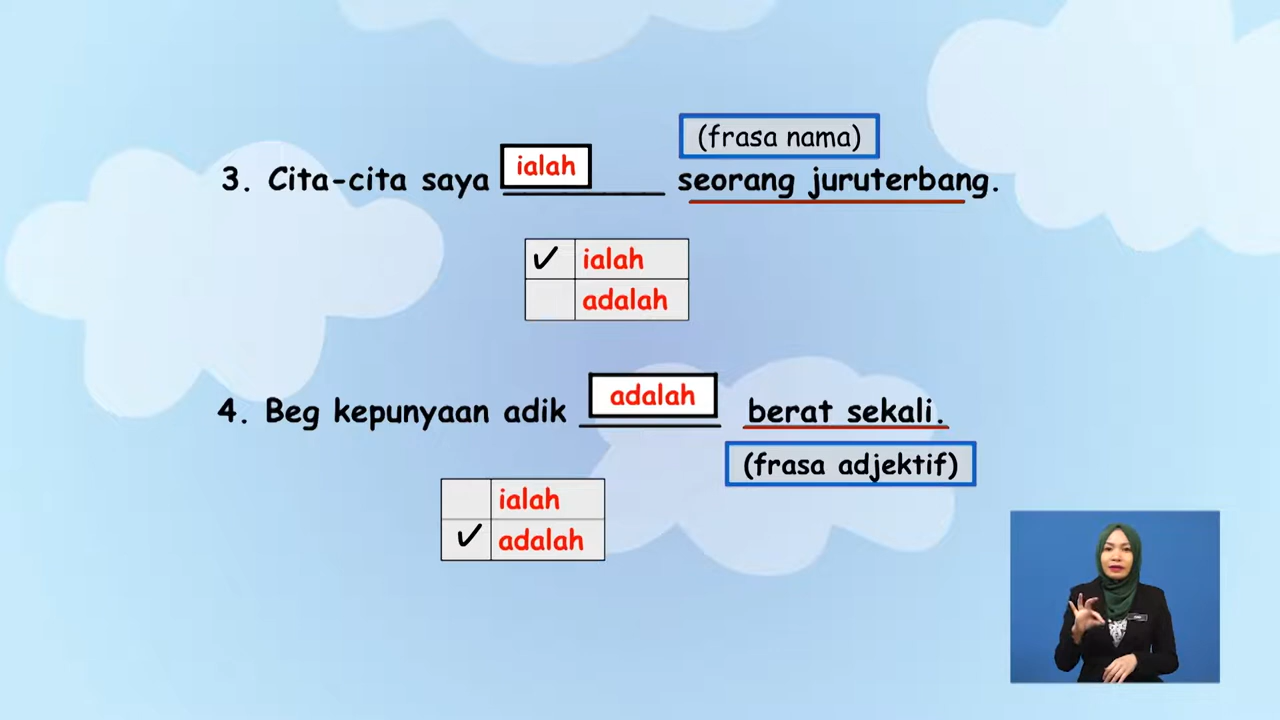 (frasa nama)
3. Cita-cita saya ialah seorang juruterbang.
✓ ialah
adalah
4. Beg kepunyaan adik adalah berat sekali.
(frasa adjektif)
ialah
✓ adalah